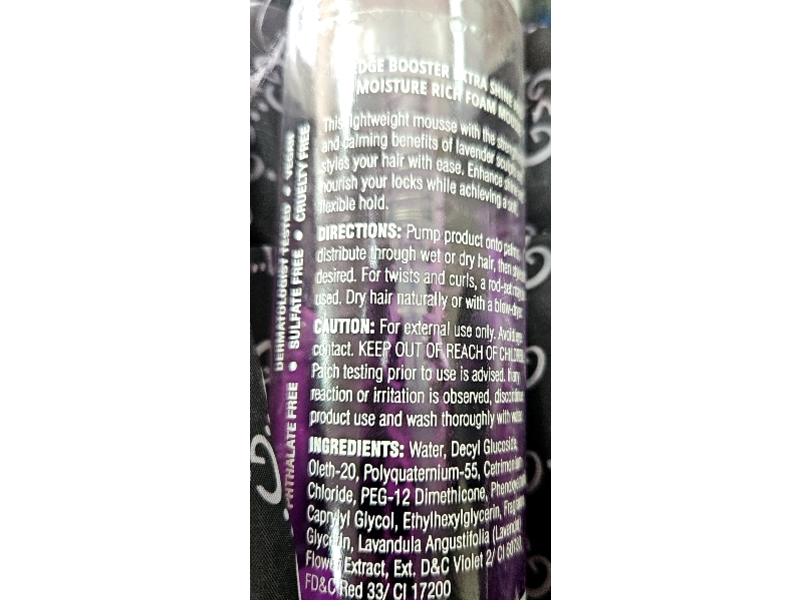 EDGE BOOSTER EXTRA SHINE
MOISTURE RICH FOAM
This lightweight mousse with the
and calming benefits of lavender
styles your hair with ease. Enhance
nourish your locks while achieving a
flexible hold.
DIRECTIONS: Pump product onto palms,
distribute through wet or dry hair, then
desired. For twists and curls, a rod-set may
used. Dry hair naturally or with a blow-dryer.
CAUTION: For external use only. Avoid eye
contact. KEEP OUT OF REACH OF CHILDREN.
Patch testing prior to use is advised. If any
reaction or irritation is observed, discontinue
product use and wash thoroughly with water.
INGREDIENTS: Water, Decyl Glucoside,
Oleth-20, Polyquaternium-55, Cetrimonium
Chloride, PEG-12 Dimethicone,
Caprylyl Glycol, Ethylhexylglycerin,
Glycerin, Lavandula Angustifolia (Lavender)
Flower Extract, Ext. D&C Violet 2/ CI
FD&C Red 33/ CI 17200
DERMATOLOGIST TESTED • VEGAN
PHTHALATE FREE • SULFATE FREE • CRUELTY FREE